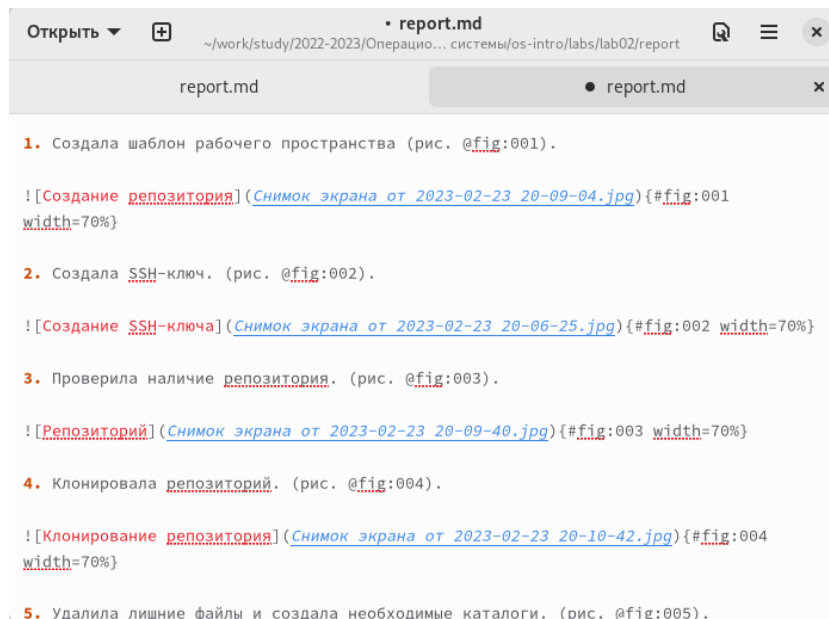 Открыть
• report.md
~/work/study/2022-2023/Операцио… системы/os-intro/labs/lab02/report
report.md
● report.md
1. Создала шаблон рабочего пространства (рис. @fig:001).
![Создание репозитория](Снимок экрана от 2023-02-23 20-09-04.jpg){#fig:001
width=70%}
2. Создала SSH-ключ. (рис. @fig:002).
![Создание SSH-ключа](Снимок экрана от 2023-02-23 20-06-25.jpg){#fig:002 width=70%}
3. Проверила наличие репозитория. (рис. @fig:003).
![Репозиторий](Снимок экрана от 2023-02-23 20-09-40.jpg){#fig:003 width=70%}
4. Клонировала репозиторий. (рис. @fig:004).
![Клонирование репозитория](Снимок экрана от 2023-02-23 20-10-42.jpg){#fig:004
width=70%}
5. Удалила лишние файлы и создала необходимые каталоги. (рис. @fig:005).